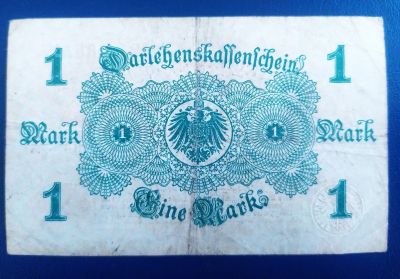 1 Darlehenskassenschein 1
Mark 1 1 Mark
1 Eine Mark 1